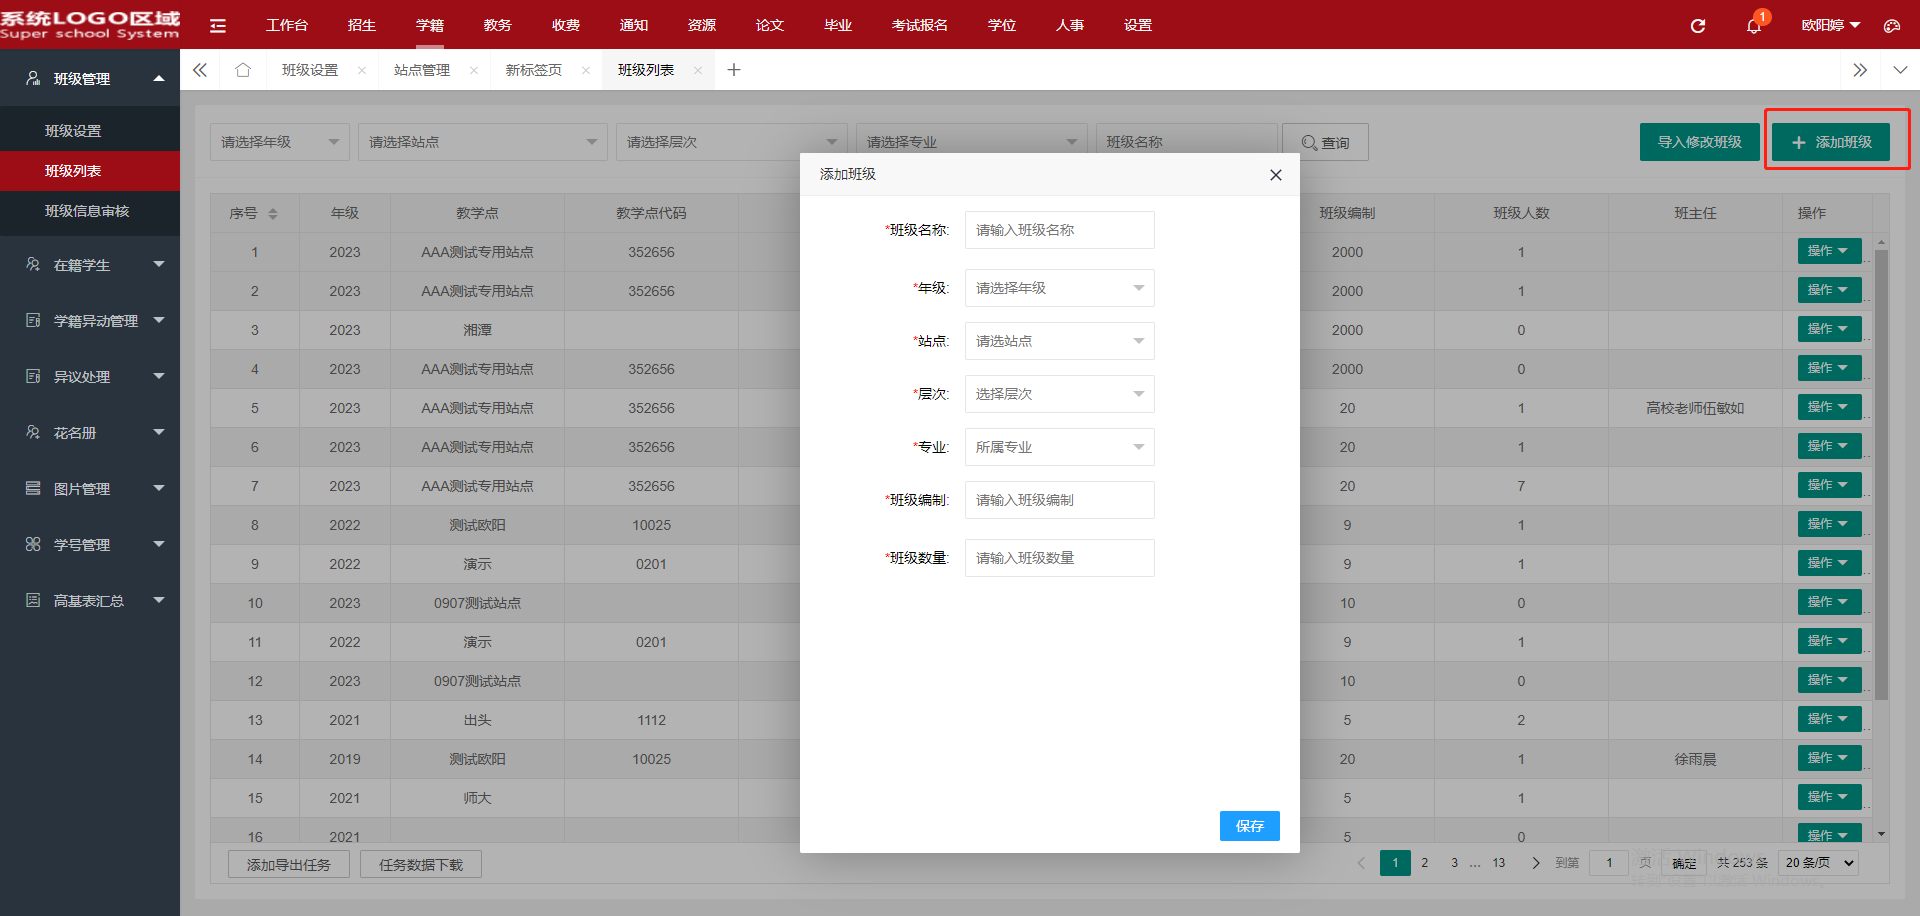 系统LOGO区域
Super school System
工作台 招生 学籍 教务 收费 通知 资源 论文 毕业 考试报名 学位 人事 设置
1
欧阳婷
班级管理
班级设置
班级列表
班级信息审核
在籍学生
学籍异动管理
异议处理
花名册
图片管理
学号管理
高基表汇总
班级设置 站点管理 新标签页 班级列表
请选择年级 请选择站点 请选择层次 请选择专业 班级名称 查询 导入修改班级 添加班级
序号 年级 教学点 教学点代码 班级编制 班级人数 班主任 操作
1 2023 AAA测试专用站点 352656 2000 1 操作
2 2023 AAA测试专用站点 352656 2000 1 操作
3 2023 湘潭 2000 0 操作
4 2023 AAA测试专用站点 352656 2000 0 操作
5 2023 AAA测试专用站点 352656 20 1 高校老师伍敏如 操作
6 2023 AAA测试专用站点 352656 20 1 操作
7 2023 AAA测试专用站点 352656 20 7 操作
8 2022 测试欧阳 10025 9 1 操作
9 2022 演示 0201 9 1 操作
10 2023 0907测试站点 10 0 操作
11 2022 演示 0201 9 1 操作
12 2023 0907测试站点 10 0 操作
13 2021 出头 1112 5 2 操作
14 2019 测试欧阳 10025 20 1 徐雨晨 操作
15 2021 师大 5 1 操作
16 2021 5 0 操作
添加班级
*班级名称: 请输入班级名称
*年级: 请选择年级
*站点: 请选站点
*层次: 选择层次
*专业: 所属专业
*班级编制: 请输入班级编制
*班级数量: 请输入班级数量
保存
添加导出任务 任务数据下载
1 2 3 … 13 到第 1 页 确定 共 253 条 20 条/页